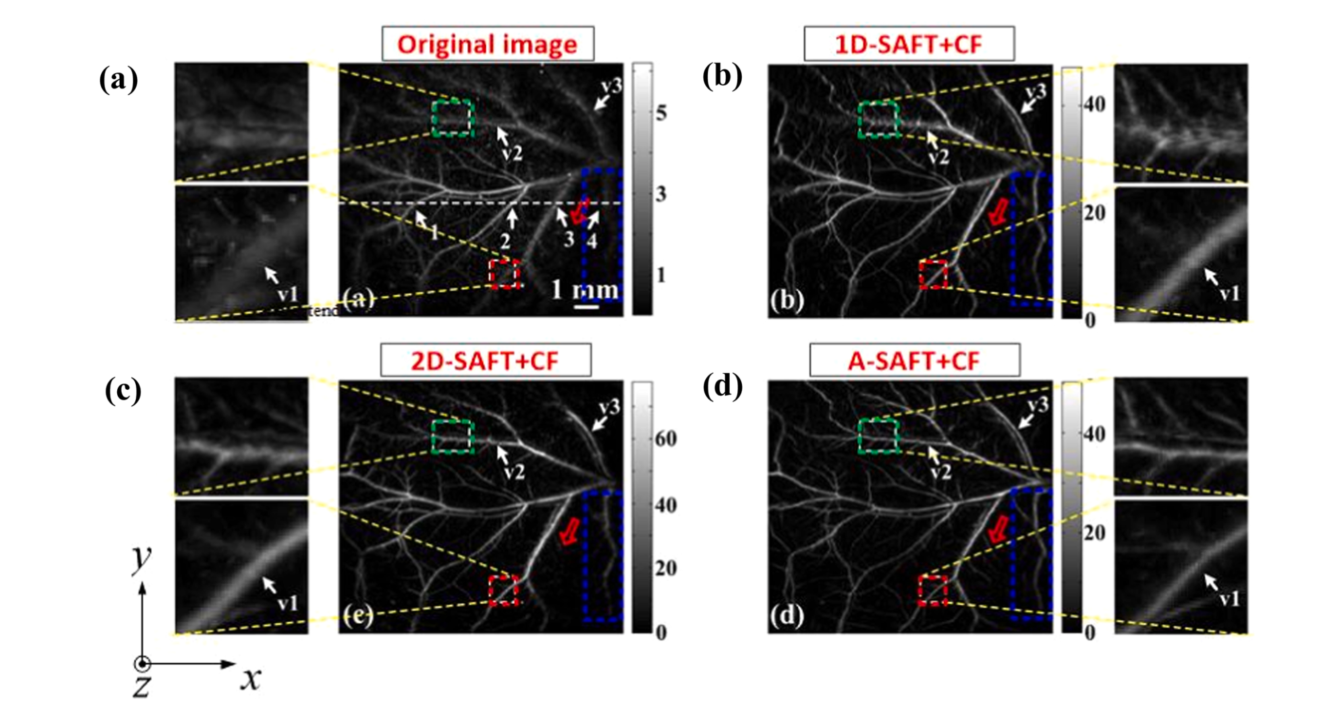 Original image
(a)
v3
v2
5
3
1
1
2
3
4
v1
(a)
1 mm
tend
1D-SAFT+CF
(b)
v3
v2
40
20
0
v1
(b)
2D-SAFT+CF
(c)
v3
v2
60
40
20
0
v1
(c)
A-SAFT+CF
(d)
v3
v2
40
20
0
v1
(d)
y
z
x